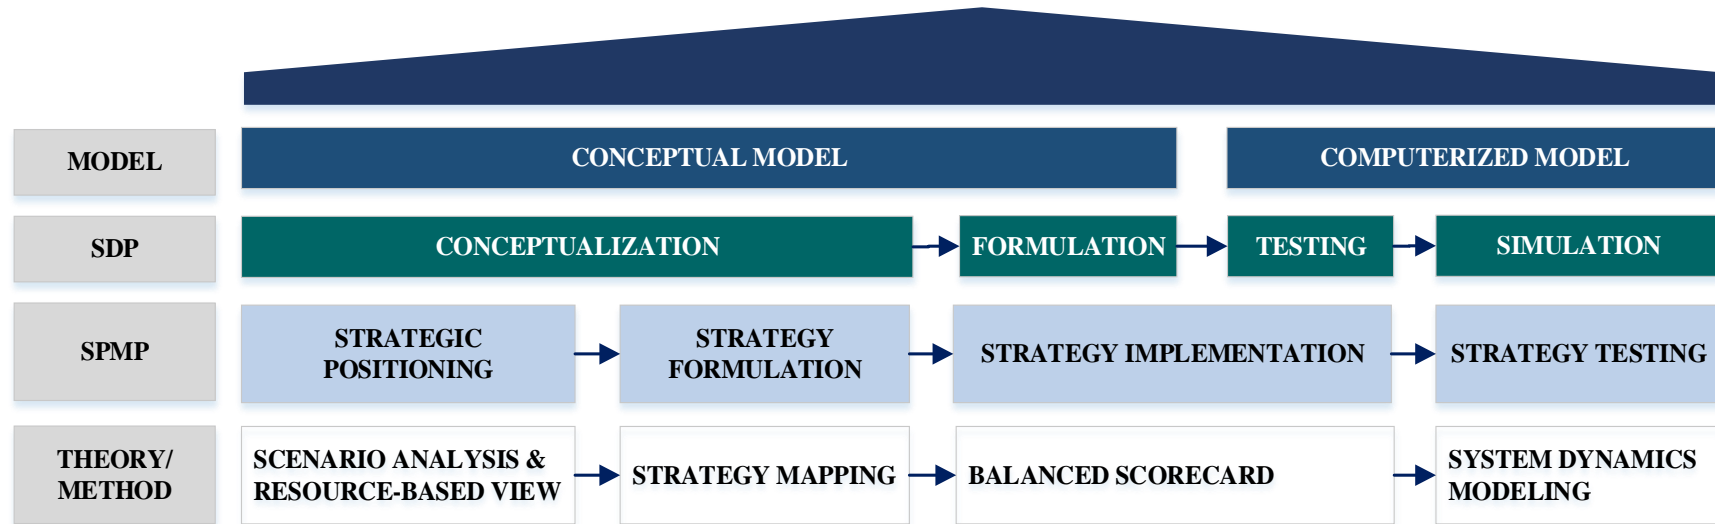 MODEL
CONCEPTUAL MODEL
COMPUTERIZED MODEL
SDP
CONCEPTUALIZATION
FORMULATION
TESTING
SIMULATION
SPMP
STRATEGIC
POSITIONING
STRATEGY
FORMULATION
STRATEGY IMPLEMENTATION
STRATEGY TESTING
THEORY/
METHOD
SCENARIO ANALYSIS &
RESOURCE-BASED VIEW
STRATEGY MAPPING
BALANCED SCORECARD
SYSTEM DYNAMICS
MODELING